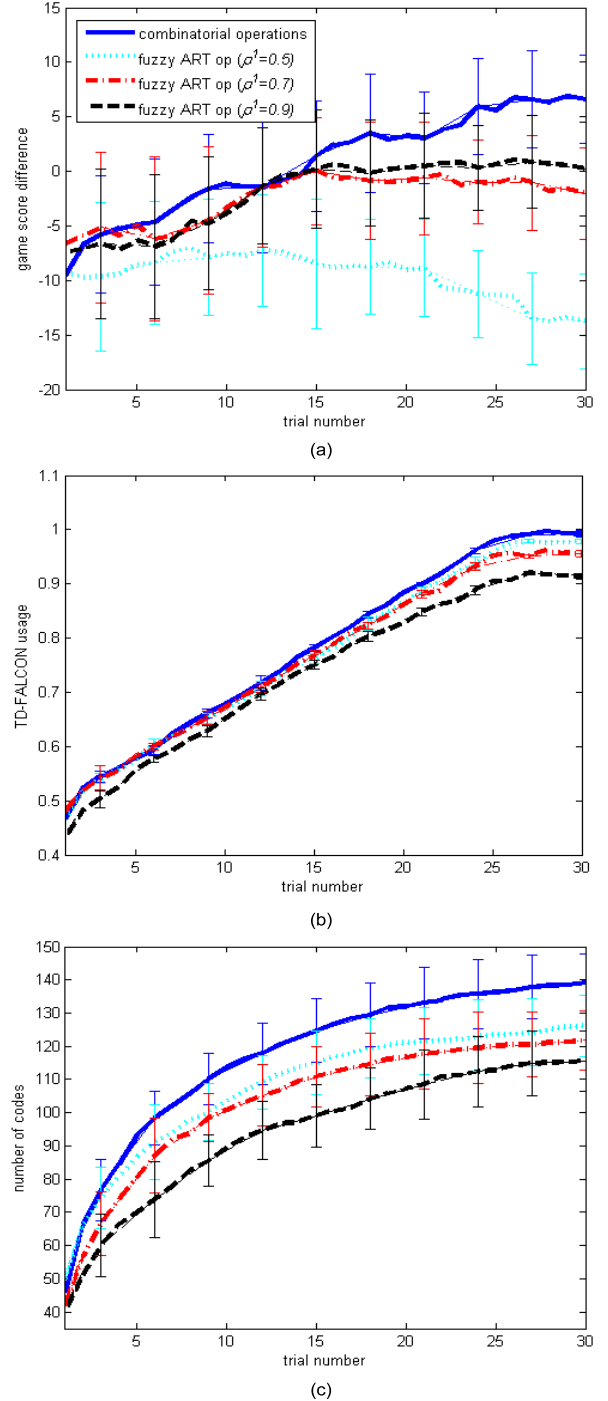 20
15
10
5
0
-5
-10
-15
-20
game score difference
combinatorial operations
fuzzy ART op (ρ¹=0.5)
fuzzy ART op (ρ¹=0.7)
fuzzy ART op (ρ¹=0.9)
5 10 15 20 25 30
trial number
(a)
1.1
1
0.9
0.8
0.7
0.6
0.5
0.4
TD-FALCON usage
5 10 15 20 25 30
trial number
(b)
150
140
130
120
110
100
90
80
70
60
50
40
number of codes
5 10 15 20 25 30
trial number
(c)